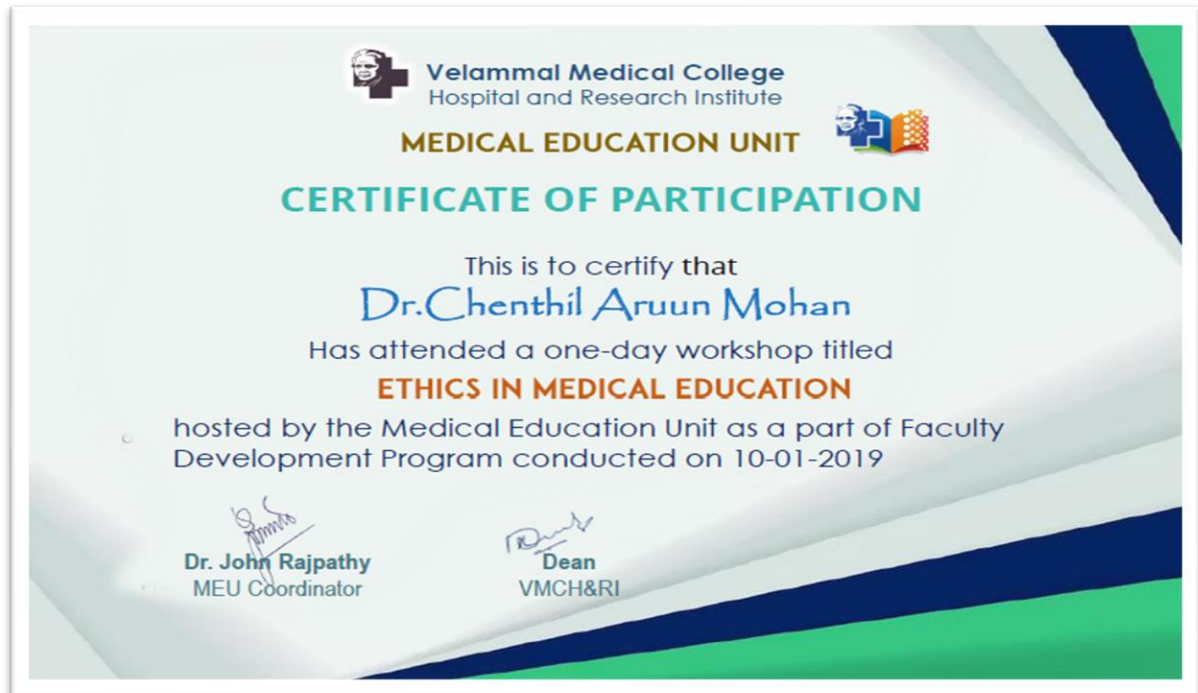 Velammal Medical College
Hospital and Research Institute
MEDICAL EDUCATION UNIT
CERTIFICATE OF PARTICIPATION
This is to certify that
Dr.Chenthil Aruun Mohan
Has attended a one-day workshop titled
ETHICS IN MEDICAL EDUCATION
hosted by the Medical Education Unit as a part of Faculty
Development Program conducted on 10-01-2019
Dr. John Rajpathy
MEU Coordinator
Dean
VMCH&RI